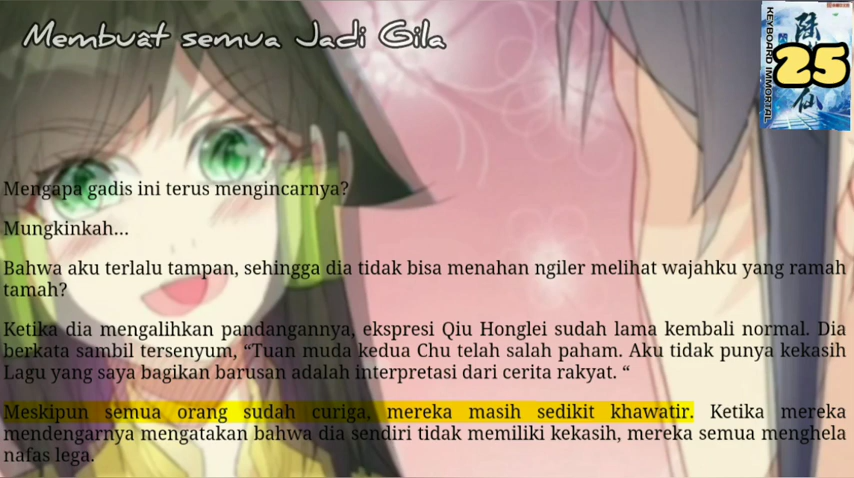 Membuat semua Jadi Gila
KEYBOARD IMMORTAL
25
Mengapa gadis ini terus mengincarnya?
Mungkinkah...
Bahwa aku terlalu tampan, sehingga dia tidak bisa menahan ngiler melihat wajahku yang ramah
tamah?
Ketika dia mengalihkan pandangannya, ekspresi Qiu Honglei sudah lama kembali normal. Dia
berkata sambil tersenyum, “Tuan muda kedua Chu telah salah paham. Aku tidak punya kekasih
Lagu yang saya bagikan barusan adalah interpretasi dari cerita rakyat. “
Meskipun semua orang sudah curiga, mereka masih sedikit khawatir. Ketika mereka
mendengarnya mengatakan bahwa dia sendiri tidak memiliki kekasih, mereka semua menghela
nafas lega.